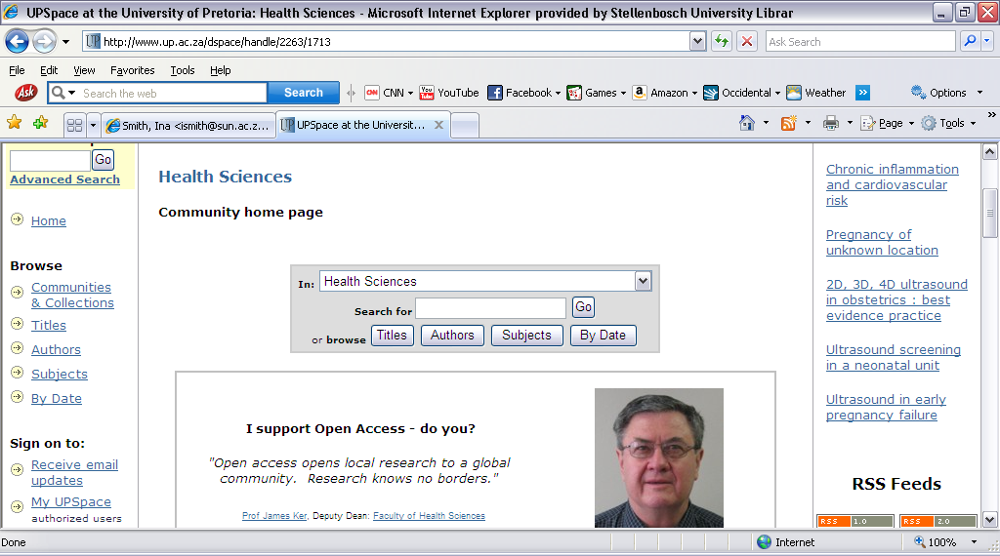 UPSpace at the University of Pretoria: Health Sciences - Microsoft Internet Explorer provided by Stellenbosch University Librar
http://www.up.ac.za/dspace/handle/2263/1713
Ask Search
File Edit View Favorites Tools Help
Ask
Search the web
Search
CNN
YouTube
Facebook
Games
Amazon
Occidental
Weather
Options
Smith, Ina <ismith@sun.ac.z...
UPSpace at the Universit...
Page
Tools
Go
Advanced Search
Home
Browse
Communities
& Collections
Titles
Authors
Subjects
By Date
Sign on to:
Receive email
updates
My UPSpace
authorized users
Health Sciences
Community home page
In: Health Sciences
Search for Go
or browse Titles Authors Subjects By Date
I support Open Access - do you?
"Open access opens local research to a global
community. Research knows no borders."
Prof James Ker, Deputy Dean: Faculty of Health Sciences
Chronic inflammation
and cardiovascular
risk
Pregnancy of
unknown location
2D, 3D, 4D ultrasound
in obstetrics : best
evidence practice
Ultrasound screening
in a neonatal unit
Ultrasound in early
pregnancy failure
RSS Feeds
RSS 1.0
RSS 2.0
Done
Internet
100%